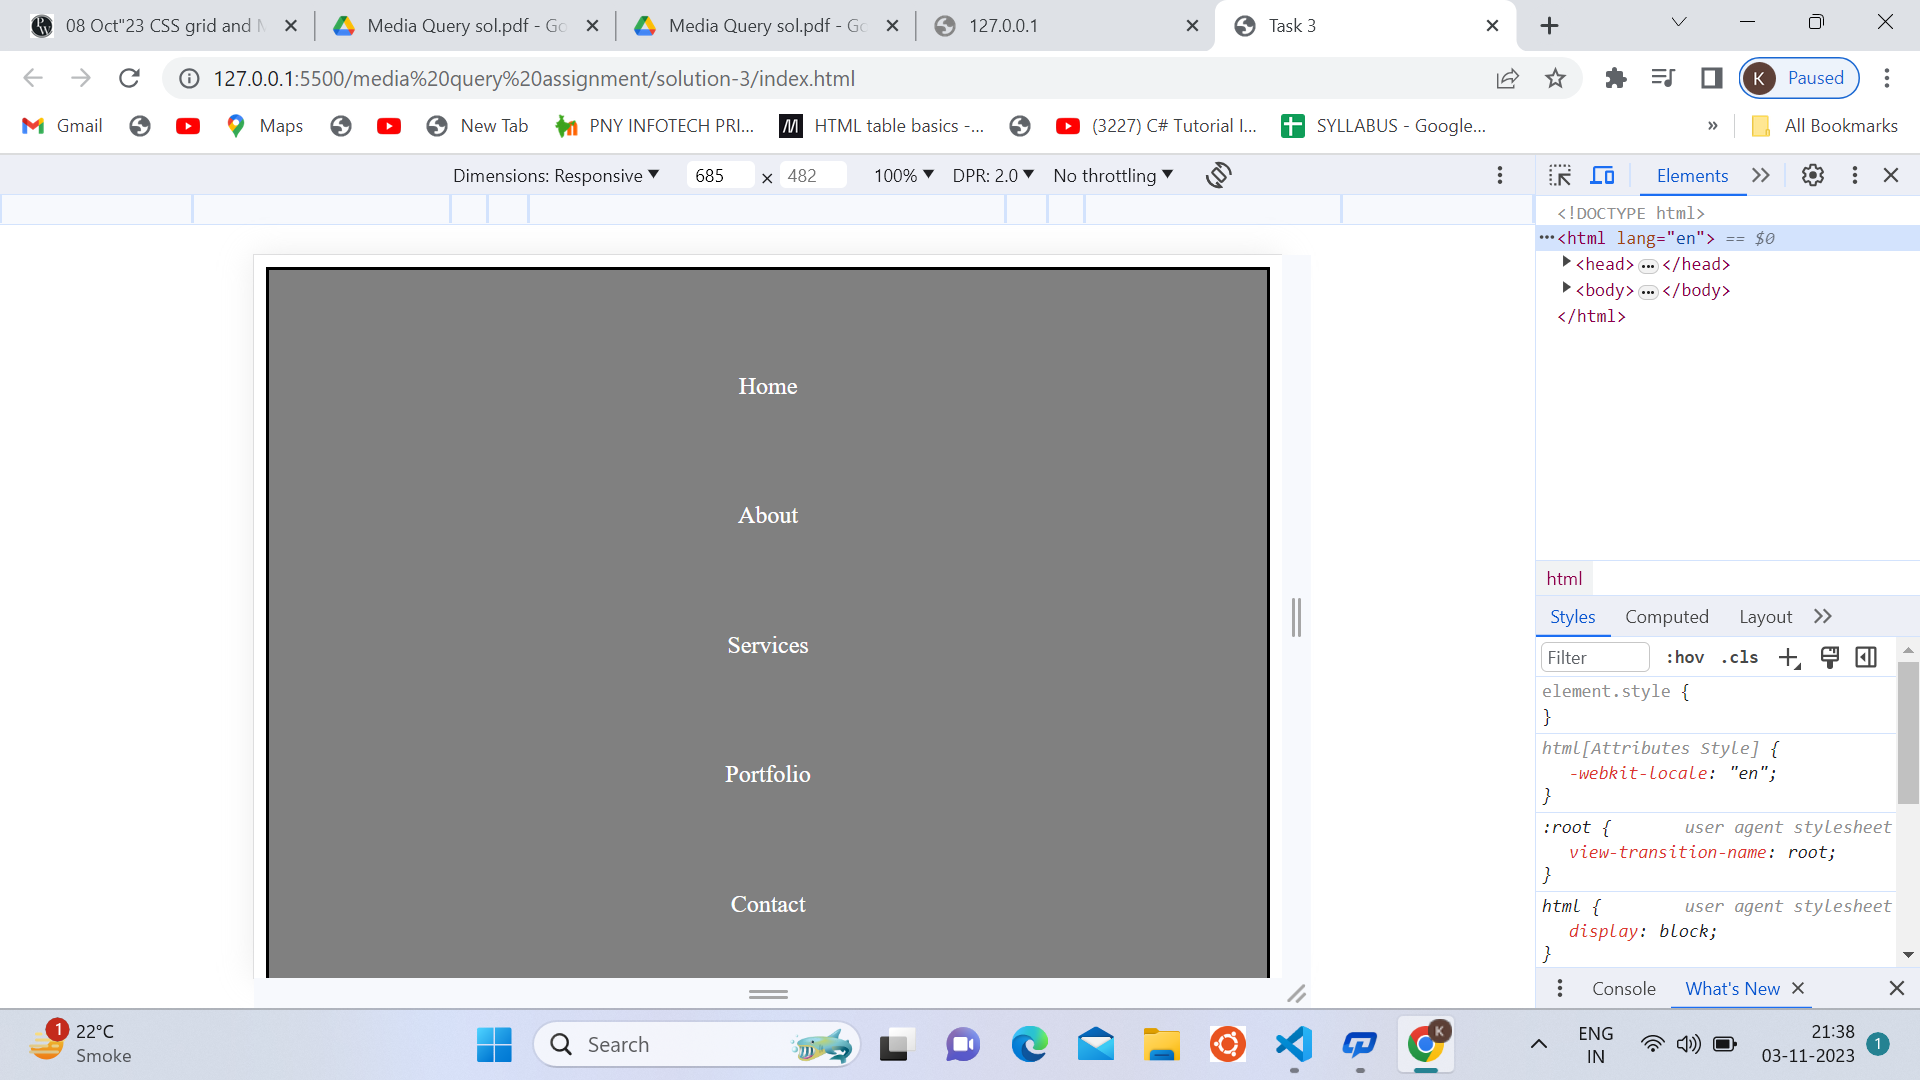 08 Oct"23 CSS grid and M
Media Query sol.pdf - Go
Media Query sol.pdf - Go
127.0.0.1
Task 3
127.0.0.1:5500/media%20query%20assignment/solution-3/index.html
K Paused
Gmail
Maps
New Tab
PNY INFOTECH PRI...
HTML table basics -...
(3227) C# Tutorial I...
SYLLABUS - Google...
»
All Bookmarks
Dimensions: Responsive 685 × 482 100% DPR: 2.0 No throttling
Elements
<!DOCTYPE html>
<html lang="en"> == $0
<head> ... </head>
<body> ... </body>
</html>
Home
About
Services
Portfolio
Contact
html
Styles Computed Layout
Filter :hov .cls
element.style {
}
html[Attributes Style] {
-webkit-locale: "en";
}
:root { user agent stylesheet
view-transition-name: root;
}
html { user agent stylesheet
display: block;
}
Console What's New
1
22°C
Smoke
Search
K
ENG
IN
21:38
03-11-2023
1